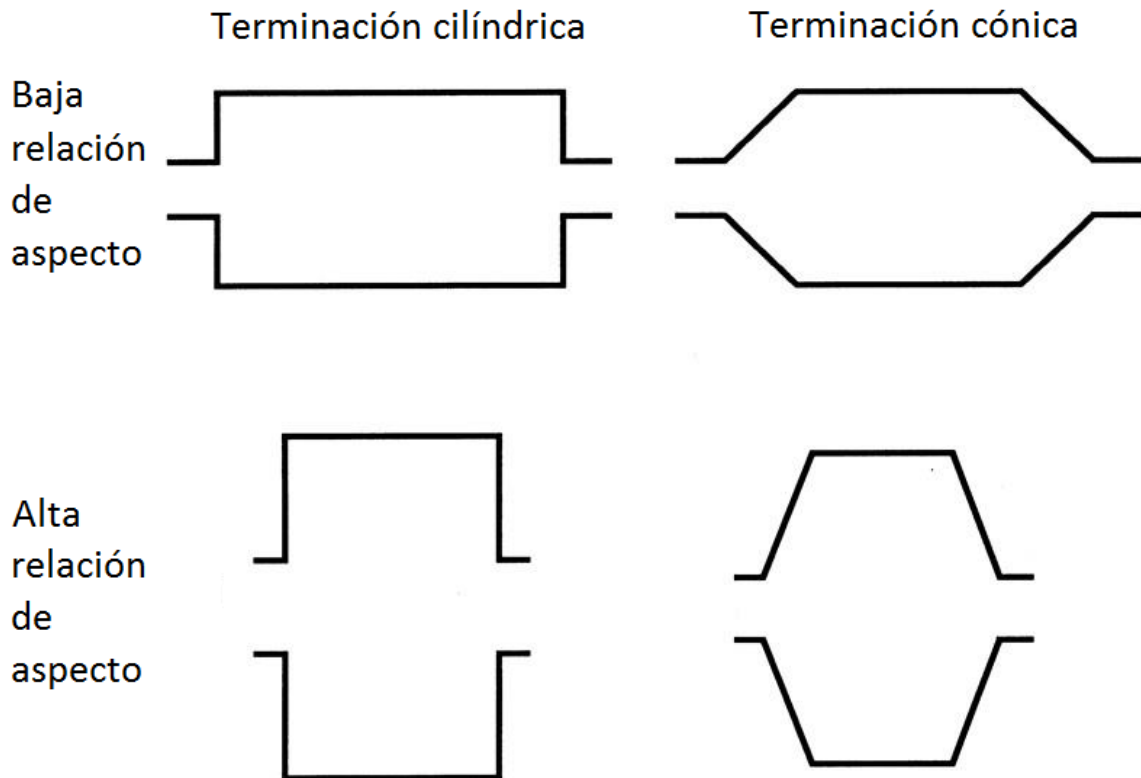 Terminación cilíndrica
Terminación cónica
Baja
relación
de
aspecto
Alta
relación
de
aspecto